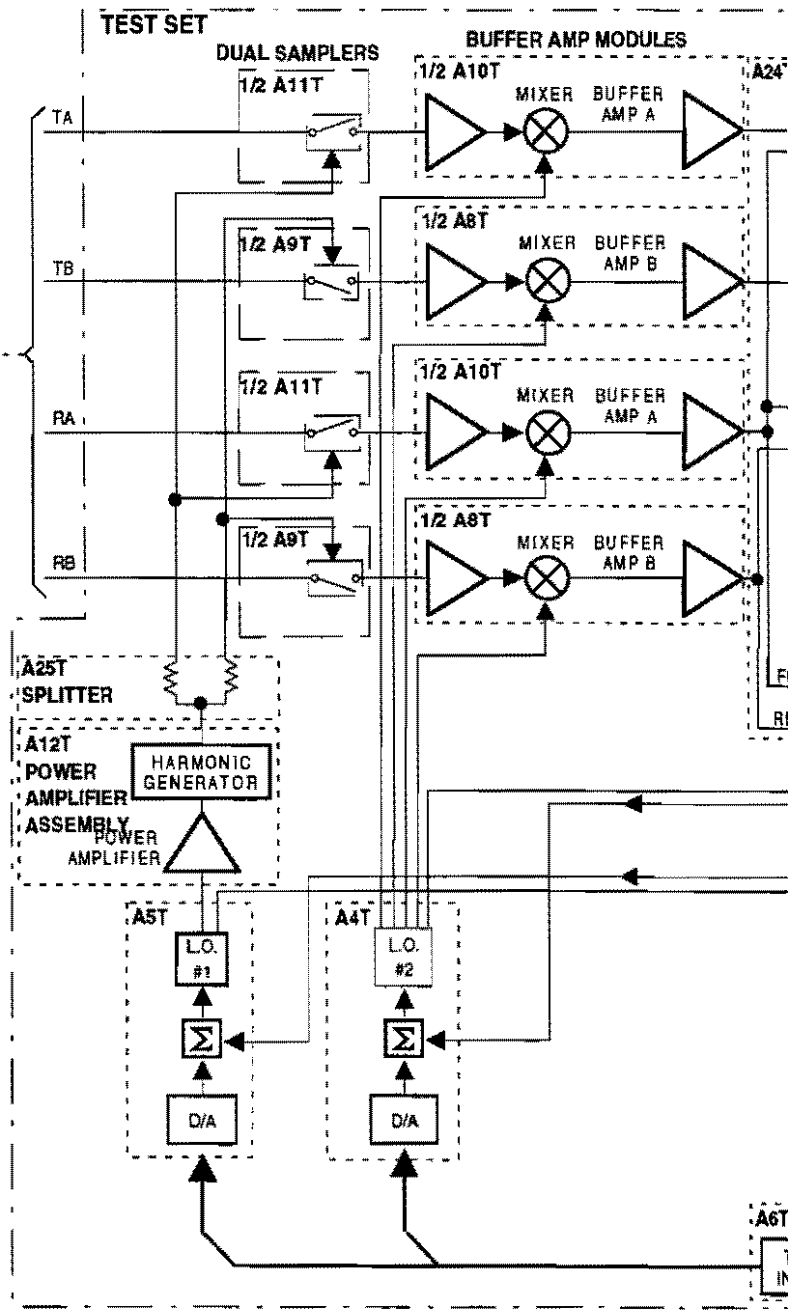 TEST SET
DUAL SAMPLERS
BUFFER AMP MODULES
1/2 A11T
1/2 A10T
A24T
TA
MIXER
BUFFER
AMP A
1/2 A9T
1/2 A8T
TB
MIXER
BUFFER
AMP B
1/2 A11T
1/2 A10T
RA
MIXER
BUFFER
AMP A
1/2 A9T
1/2 A8T
RB
MIXER
BUFFER
AMP B
A25T
SPLITTER
A12T
POWER
AMPLIFIER
ASSEMBLY
HARMONIC
GENERATOR
POWER
AMPLIFIER
A5T
A4T
L.O.
#1
L.O.
#2
Σ
Σ
D/A
D/A
A6T